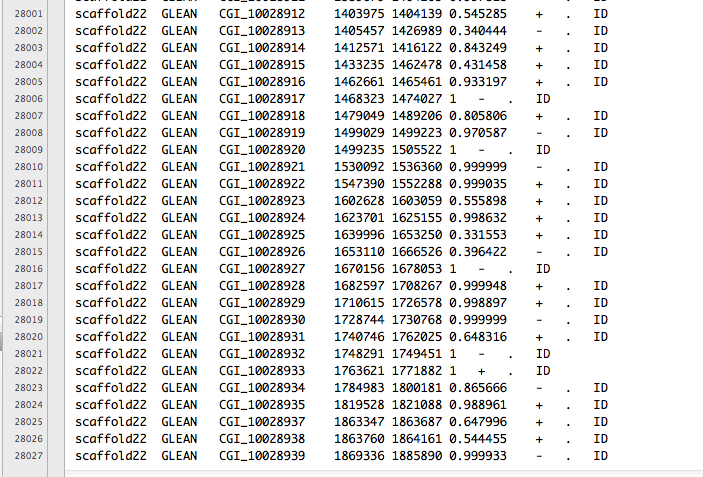 28001 scaffold22 GLEAN CGI_10028912 1403975 1404139 0.545285 + . ID
28002 scaffold22 GLEAN CGI_10028913 1405457 1426989 0.340444 - . ID
28003 scaffold22 GLEAN CGI_10028914 1412571 1416122 0.843249 + . ID
28004 scaffold22 GLEAN CGI_10028915 1433235 1462478 0.431458 + . ID
28005 scaffold22 GLEAN CGI_10028916 1462661 1465461 0.933197 + . ID
28006 scaffold22 GLEAN CGI_10028917 1468323 1474027 1 - . ID
28007 scaffold22 GLEAN CGI_10028918 1479049 1489206 0.805806 + . ID
28008 scaffold22 GLEAN CGI_10028919 1499029 1499223 0.970587 - . ID
28009 scaffold22 GLEAN CGI_10028920 1499235 1505522 1 - . ID
28010 scaffold22 GLEAN CGI_10028921 1530092 1536360 0.999999 - . ID
28011 scaffold22 GLEAN CGI_10028922 1547390 1552288 0.999035 + . ID
28012 scaffold22 GLEAN CGI_10028923 1602628 1603059 0.555898 + . ID
28013 scaffold22 GLEAN CGI_10028924 1623701 1625155 0.998632 + . ID
28014 scaffold22 GLEAN CGI_10028925 1639996 1653250 0.331553 + . ID
28015 scaffold22 GLEAN CGI_10028926 1653110 1666526 0.396422 - . ID
28016 scaffold22 GLEAN CGI_10028927 1670156 1678053 1 - . ID
28017 scaffold22 GLEAN CGI_10028928 1682597 1708267 0.999948 + . ID
28018 scaffold22 GLEAN CGI_10028929 1710615 1726578 0.998897 + . ID
28019 scaffold22 GLEAN CGI_10028930 1728744 1730768 0.999999 - . ID
28020 scaffold22 GLEAN CGI_10028931 1740746 1762025 0.648316 + . ID
28021 scaffold22 GLEAN CGI_10028932 1748291 1749451 1 - . ID
28022 scaffold22 GLEAN CGI_10028933 1763621 1771882 1 + . ID
28023 scaffold22 GLEAN CGI_10028934 1784983 1800181 0.865666 - . ID
28024 scaffold22 GLEAN CGI_10028935 1819528 1821088 0.988961 + . ID
28025 scaffold22 GLEAN CGI_10028937 1863347 1863687 0.647996 + . ID
28026 scaffold22 GLEAN CGI_10028938 1863760 1864161 0.544455 + . ID
28027 scaffold22 GLEAN CGI_10028939 1869336 1885890 0.999933 - . ID